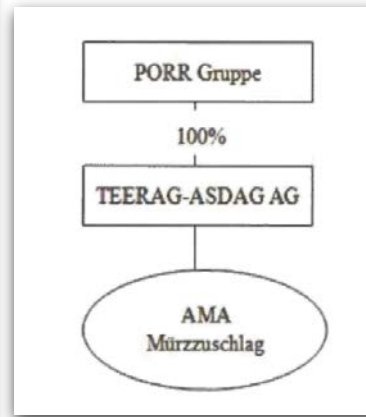 PORR Gruppe
100%
TEERAG-ASDAG AG
AMA
Mürzzuschlag